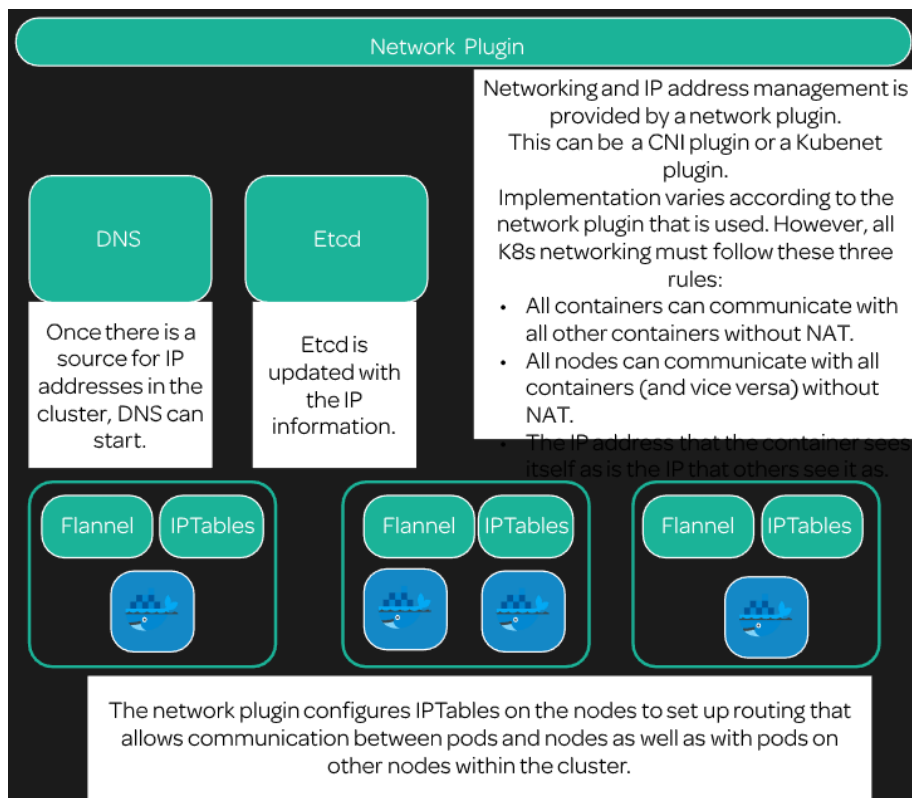 Network Plugin
Networking and IP address management is
provided by a network plugin.
This can be a CNI plugin or a Kubenet
plugin.
Implementation varies according to the
network plugin that is used. However, all
K8s networking must follow these three
rules:
• All containers can communicate with
all other containers without NAT.
• All nodes can communicate with all
containers (and vice versa) without
NAT.
• The IP address that the container sees
itself as is the IP that others see it as.
DNS
Once there is a
source for IP
addresses in the
cluster, DNS can
start.
Etcd
Etcd is
updated with
the IP
information.
Flannel
IPTables
Flannel
IPTables
Flannel
IPTables
The network plugin configures IPTables on the nodes to set up routing that
allows communication between pods and nodes as well as with pods on
other nodes within the cluster.